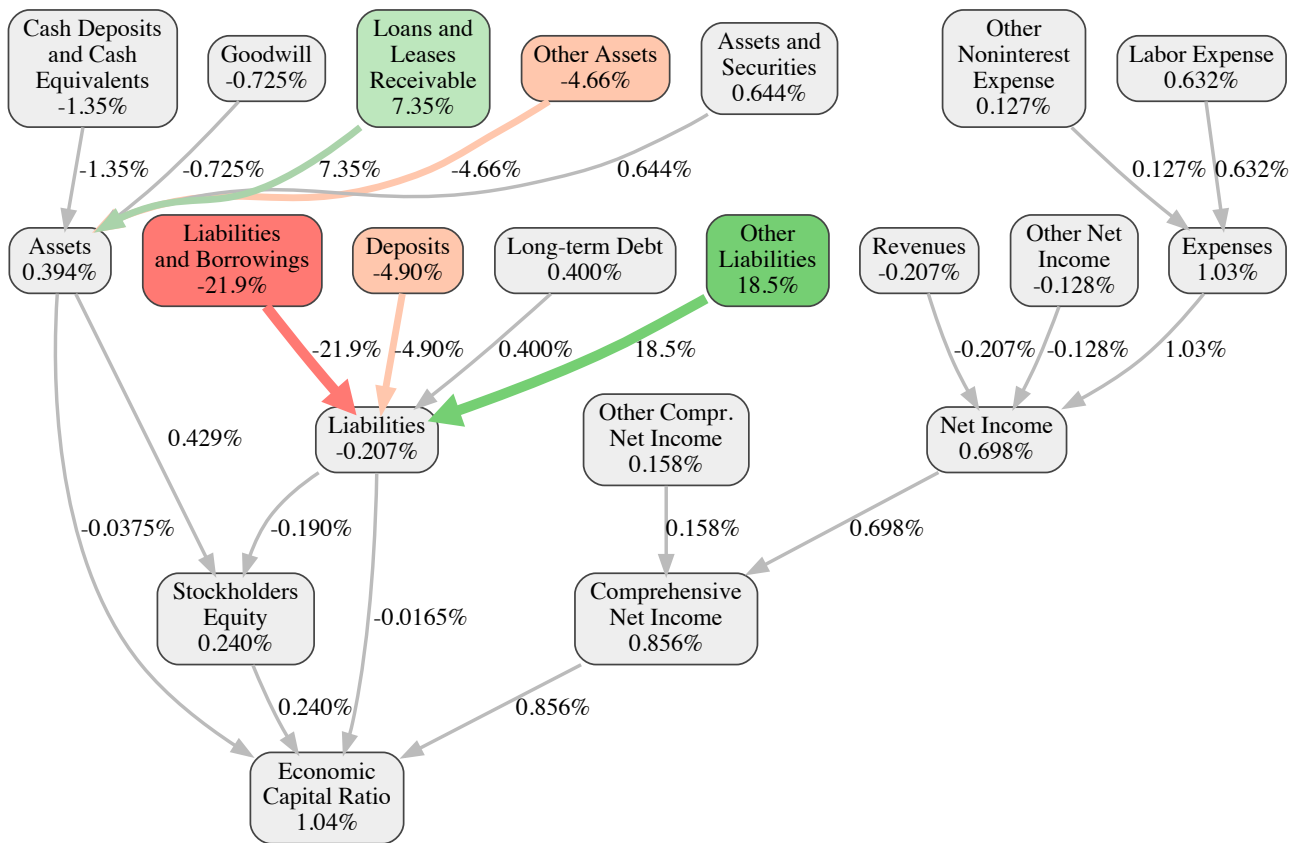 Cash Deposits
and Cash
Equivalents
-1.35%
Goodwill
-0.725%
Loans and
Leases
Receivable
7.35%
Other Assets
-4.66%
Assets and
Securities
0.644%
Other
Noninterest
Expense
0.127%
Labor Expense
0.632%
-1.35%
-0.725%
7.35%
-4.66%
0.644%
0.127%
0.632%
Assets
0.394%
Liabilities
and Borrowings
-21.9%
Deposits
-4.90%
Long-term Debt
0.400%
Other
Liabilities
18.5%
Revenues
-0.207%
Other Net
Income
-0.128%
Expenses
1.03%
-21.9%
-4.90%
0.400%
18.5%
-0.207%
-0.128%
1.03%
0.429%
Liabilities
-0.207%
Other Compr.
Net Income
0.158%
Net Income
0.698%
-0.0375%
-0.190%
0.158%
0.698%
Stockholders
Equity
0.240%
-0.0165%
Comprehensive
Net Income
0.856%
0.240%
0.856%
Economic
Capital Ratio
1.04%